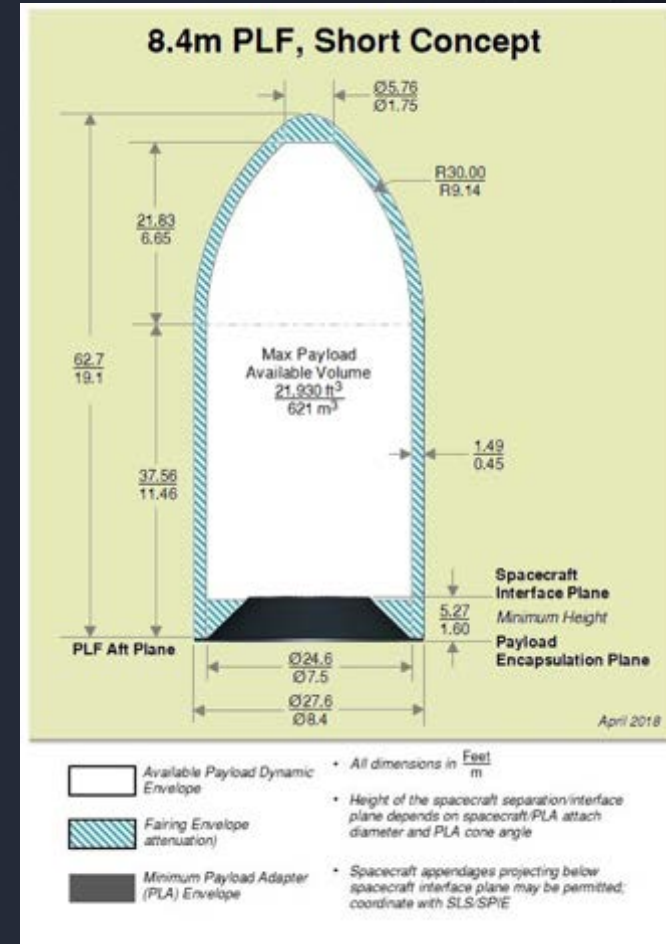 8.4m PLF, Short Concept
Ø5.76
Ø1.75
R30.00
R9.14
21.83
6.65
62.7
19.1
Max Payload
Available Volume
21.930 ft³
621 m³
1.49
0.45
37.56
11.46
Spacecraft
Interface Plane
5.27
1.60
Minimum Height
PLF Aft Plane
Payload
Encapsulation Plane
Ø24.6
Ø7.5
Ø27.6
Ø8.4
April 2018
Available Payload Dynamic
Envelope
Fairing Envelope
attenuation)
Minimum Payload Adapter
(PLA) Envelope
• All dimensions in Feet
m
• Height of the spacecraft separation/interface
plane depends on spacecraft/PLA attach
diameter and PLA cone angle
• Spacecraft appendages projecting below
spacecraft interface plane may be permitted;
coordinate with SLS/SPIE